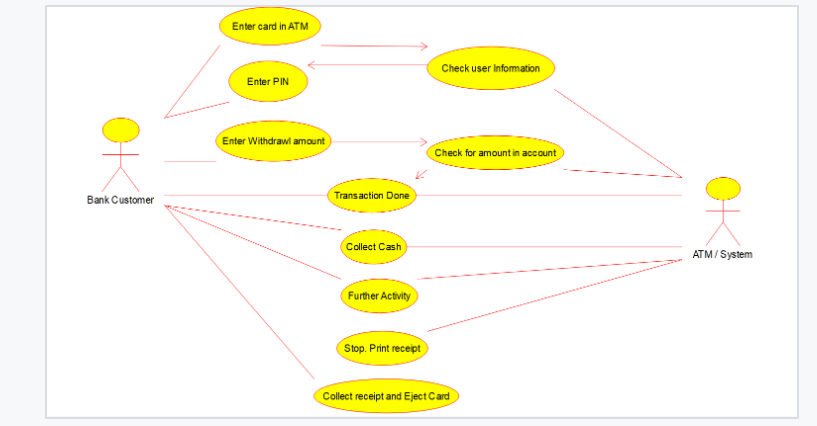 Enter card in ATM
Check user Information
Enter PIN
Enter Withdrawl amount
Check for amount in account
Transaction Done
Bank Customer
Collect Cash
ATM / System
Further Activity
Stop. Print receipt
Collect receipt and Eject Card